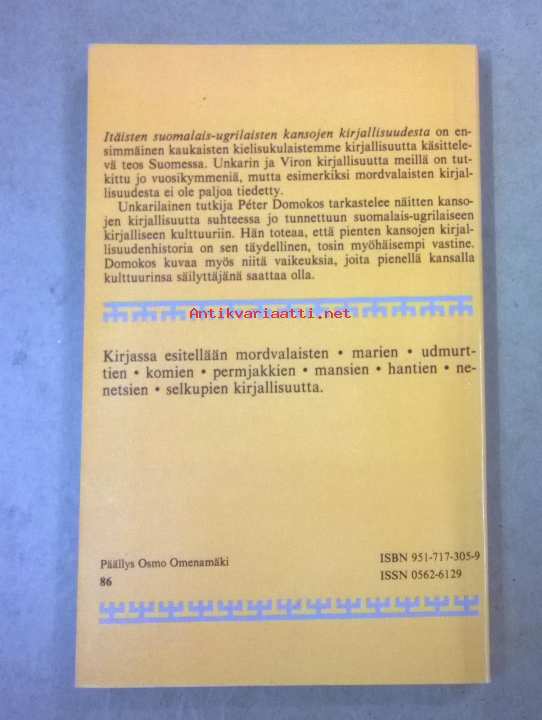 Itäisten suomalais-ugrilaisten kansojen kirjallisuudesta on en-
simmäinen kaukaisten kielisukulaistemme kirjallisuutta käsittele-
vä teos Suomessa. Unkarin ja Viron kirjallisuutta meillä on tut-
kittu jo vuosikymmeniä, mutta esimerkiksi mordvalaisten kirjal-
lisuudesta ei ole paljoa tiedetty.
Unkarilainen tutkija Péter Domokos tarkastelee näitten kanso-
jen kirjallisuutta suhteessa jo tunnettuun suomalais-ugrilaiseen
kirjalliseen kulttuuriin. Hän toteaa, että pienten kansojen kirjal-
lisuudenhistoria on sen täydellinen, tosin myöhäisempi vastine.
Domokos kuvaa myös niitä vaikeuksia, joita pienellä kansalla
kulttuurinsa säilyttäjänä saattaa olla.
Antikvariaatti.net
Kirjassa esitellään mordvalaisten • marien • udmurt-
tien • komien • permjakkien • mansien • hantien • ne-
netsien • selkupien kirjallisuutta.
Päällys Osmo Omenamäki
86
ISBN 951-717-305-9
ISSN 0562-6129